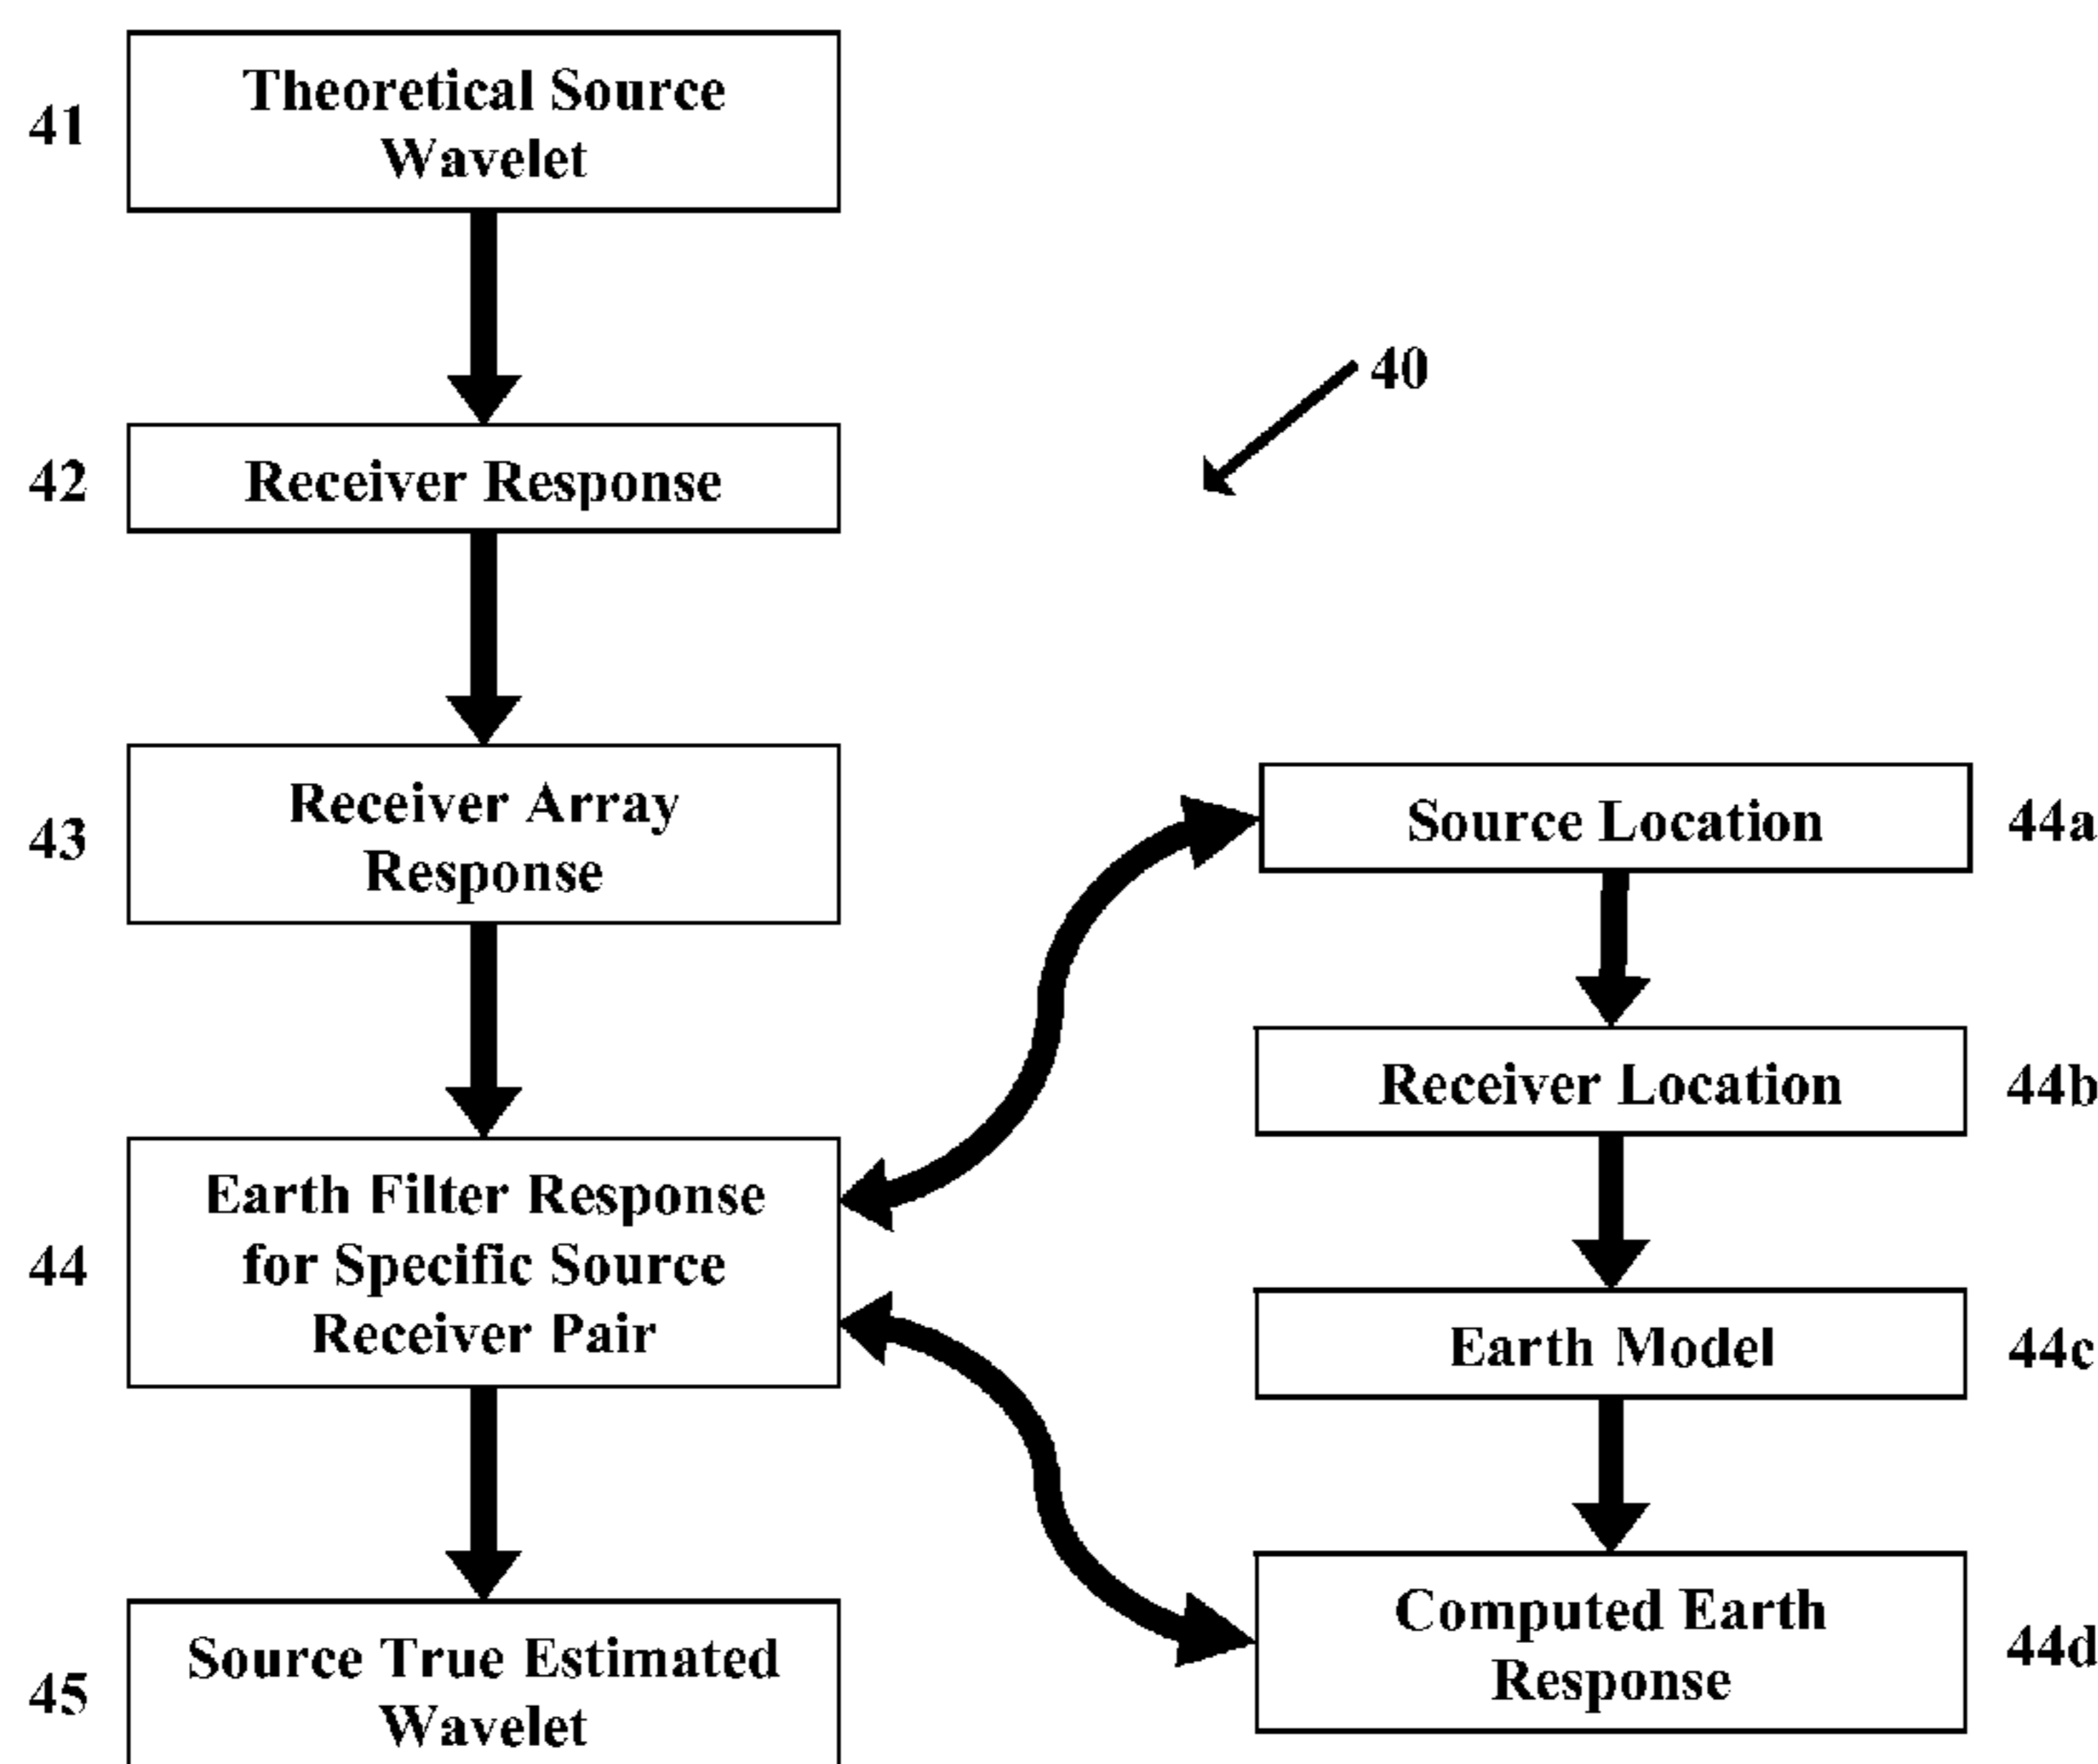 41
Theoretical Source
Wavelet
42
Receiver Response
40
43
Receiver Array
Response
44
Earth Filter Response
for Specific Source
Receiver Pair
45
Source True Estimated
Wavelet
Source Location
44a
Receiver Location
44b
Earth Model
44c
Computed Earth
Response
44d